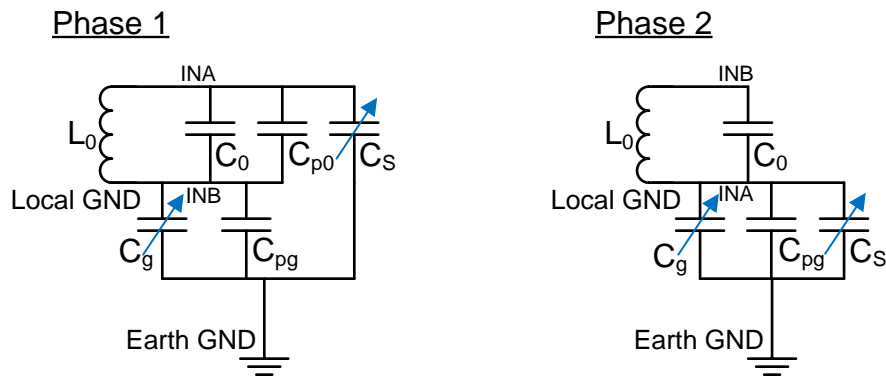 Phase 1
INA
L0
C0
Cp0
CS
Local GND
INB
Cg
Cpg
Earth GND
Phase 2
INB
L0
C0
Local GND
INA
Cg
Cpg
CS
Earth GND